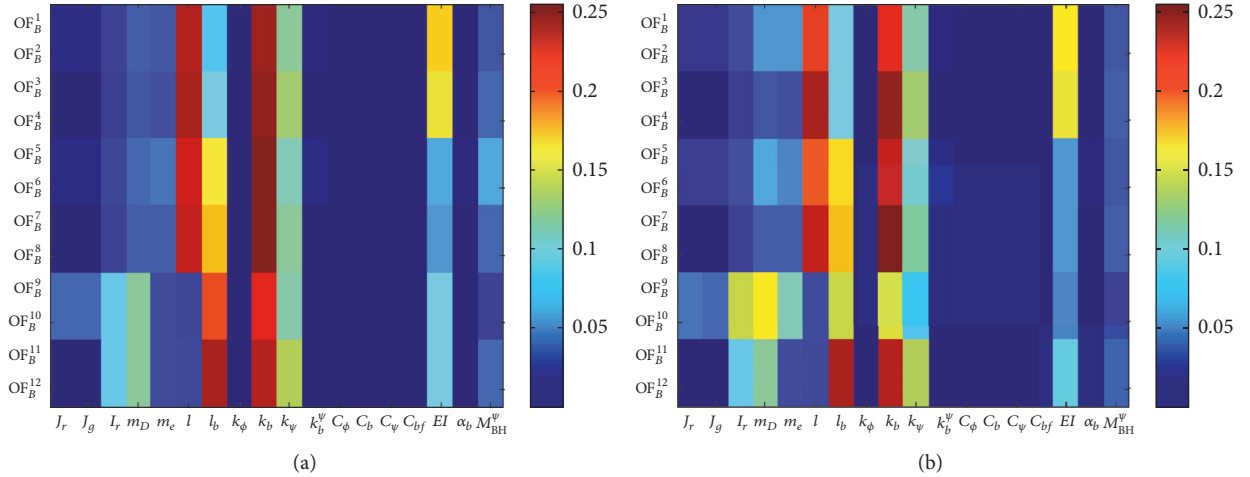 OF_B^1
OF_B^2
OF_B^3
OF_B^4
OF_B^5
OF_B^6
OF_B^7
OF_B^8
OF_B^9
OF_B^10
OF_B^11
OF_B^12
J_r J_g I_r m_D m_e l l_b k_ϕ k_b k_ψ k_b^ψ C_ϕ C_b C_ψ C_bf EI α_b M_BH^ψ
0.25
0.2
0.15
0.1
0.05
(a)
OF_B^1
OF_B^2
OF_B^3
OF_B^4
OF_B^5
OF_B^6
OF_B^7
OF_B^8
OF_B^9
OF_B^10
OF_B^11
OF_B^12
J_r J_g I_r m_D m_e l l_b k_ϕ k_b k_ψ k_b^ψ C_ϕ C_b C_ψ C_bf EI α_b M_BH^ψ
0.25
0.2
0.15
0.1
0.05
(b)